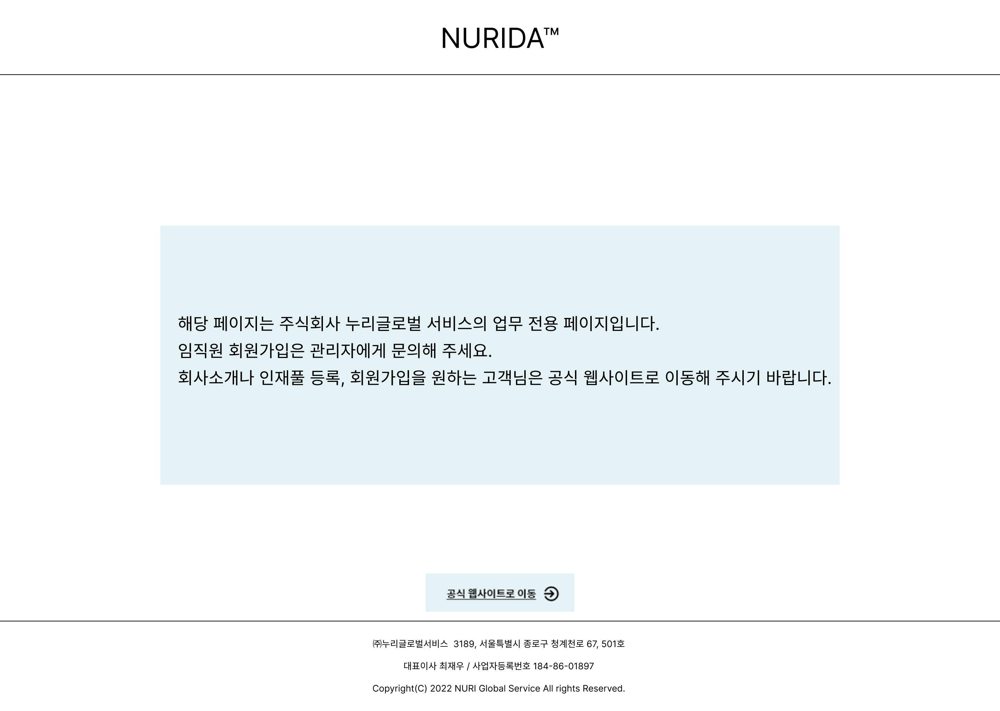 NURIDA™
해당 페이지는 주식회사 누리글로벌 서비스의 업무 전용 페이지입니다.
임직원 회원가입은 관리자에게 문의해 주세요.
회사소개나 인재풀 등록, 회원가입을 원하는 고객님은 공식 웹사이트로 이동해 주시기 바랍니다.
공식 웹사이트로 이동
㈜누리글로벌서비스  3189, 서울특별시 종로구 청계천로 67, 501호
대표이사 최재우 / 사업자등록번호 184-86-01897
Copyright(C) 2022 NURI Global Service All rights Reserved.